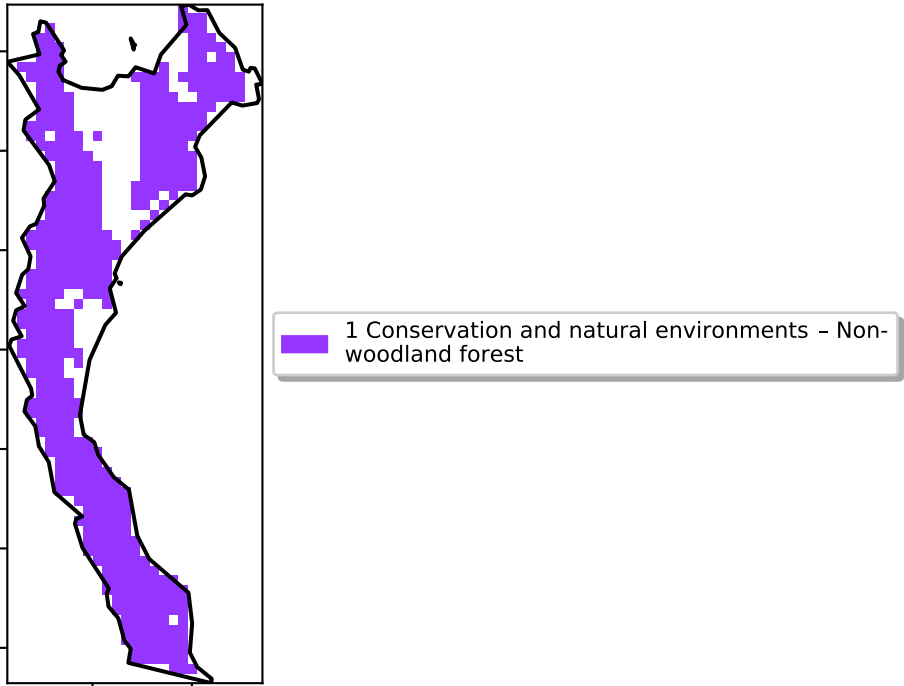 1 Conservation and natural environments – Non-
woodland forest